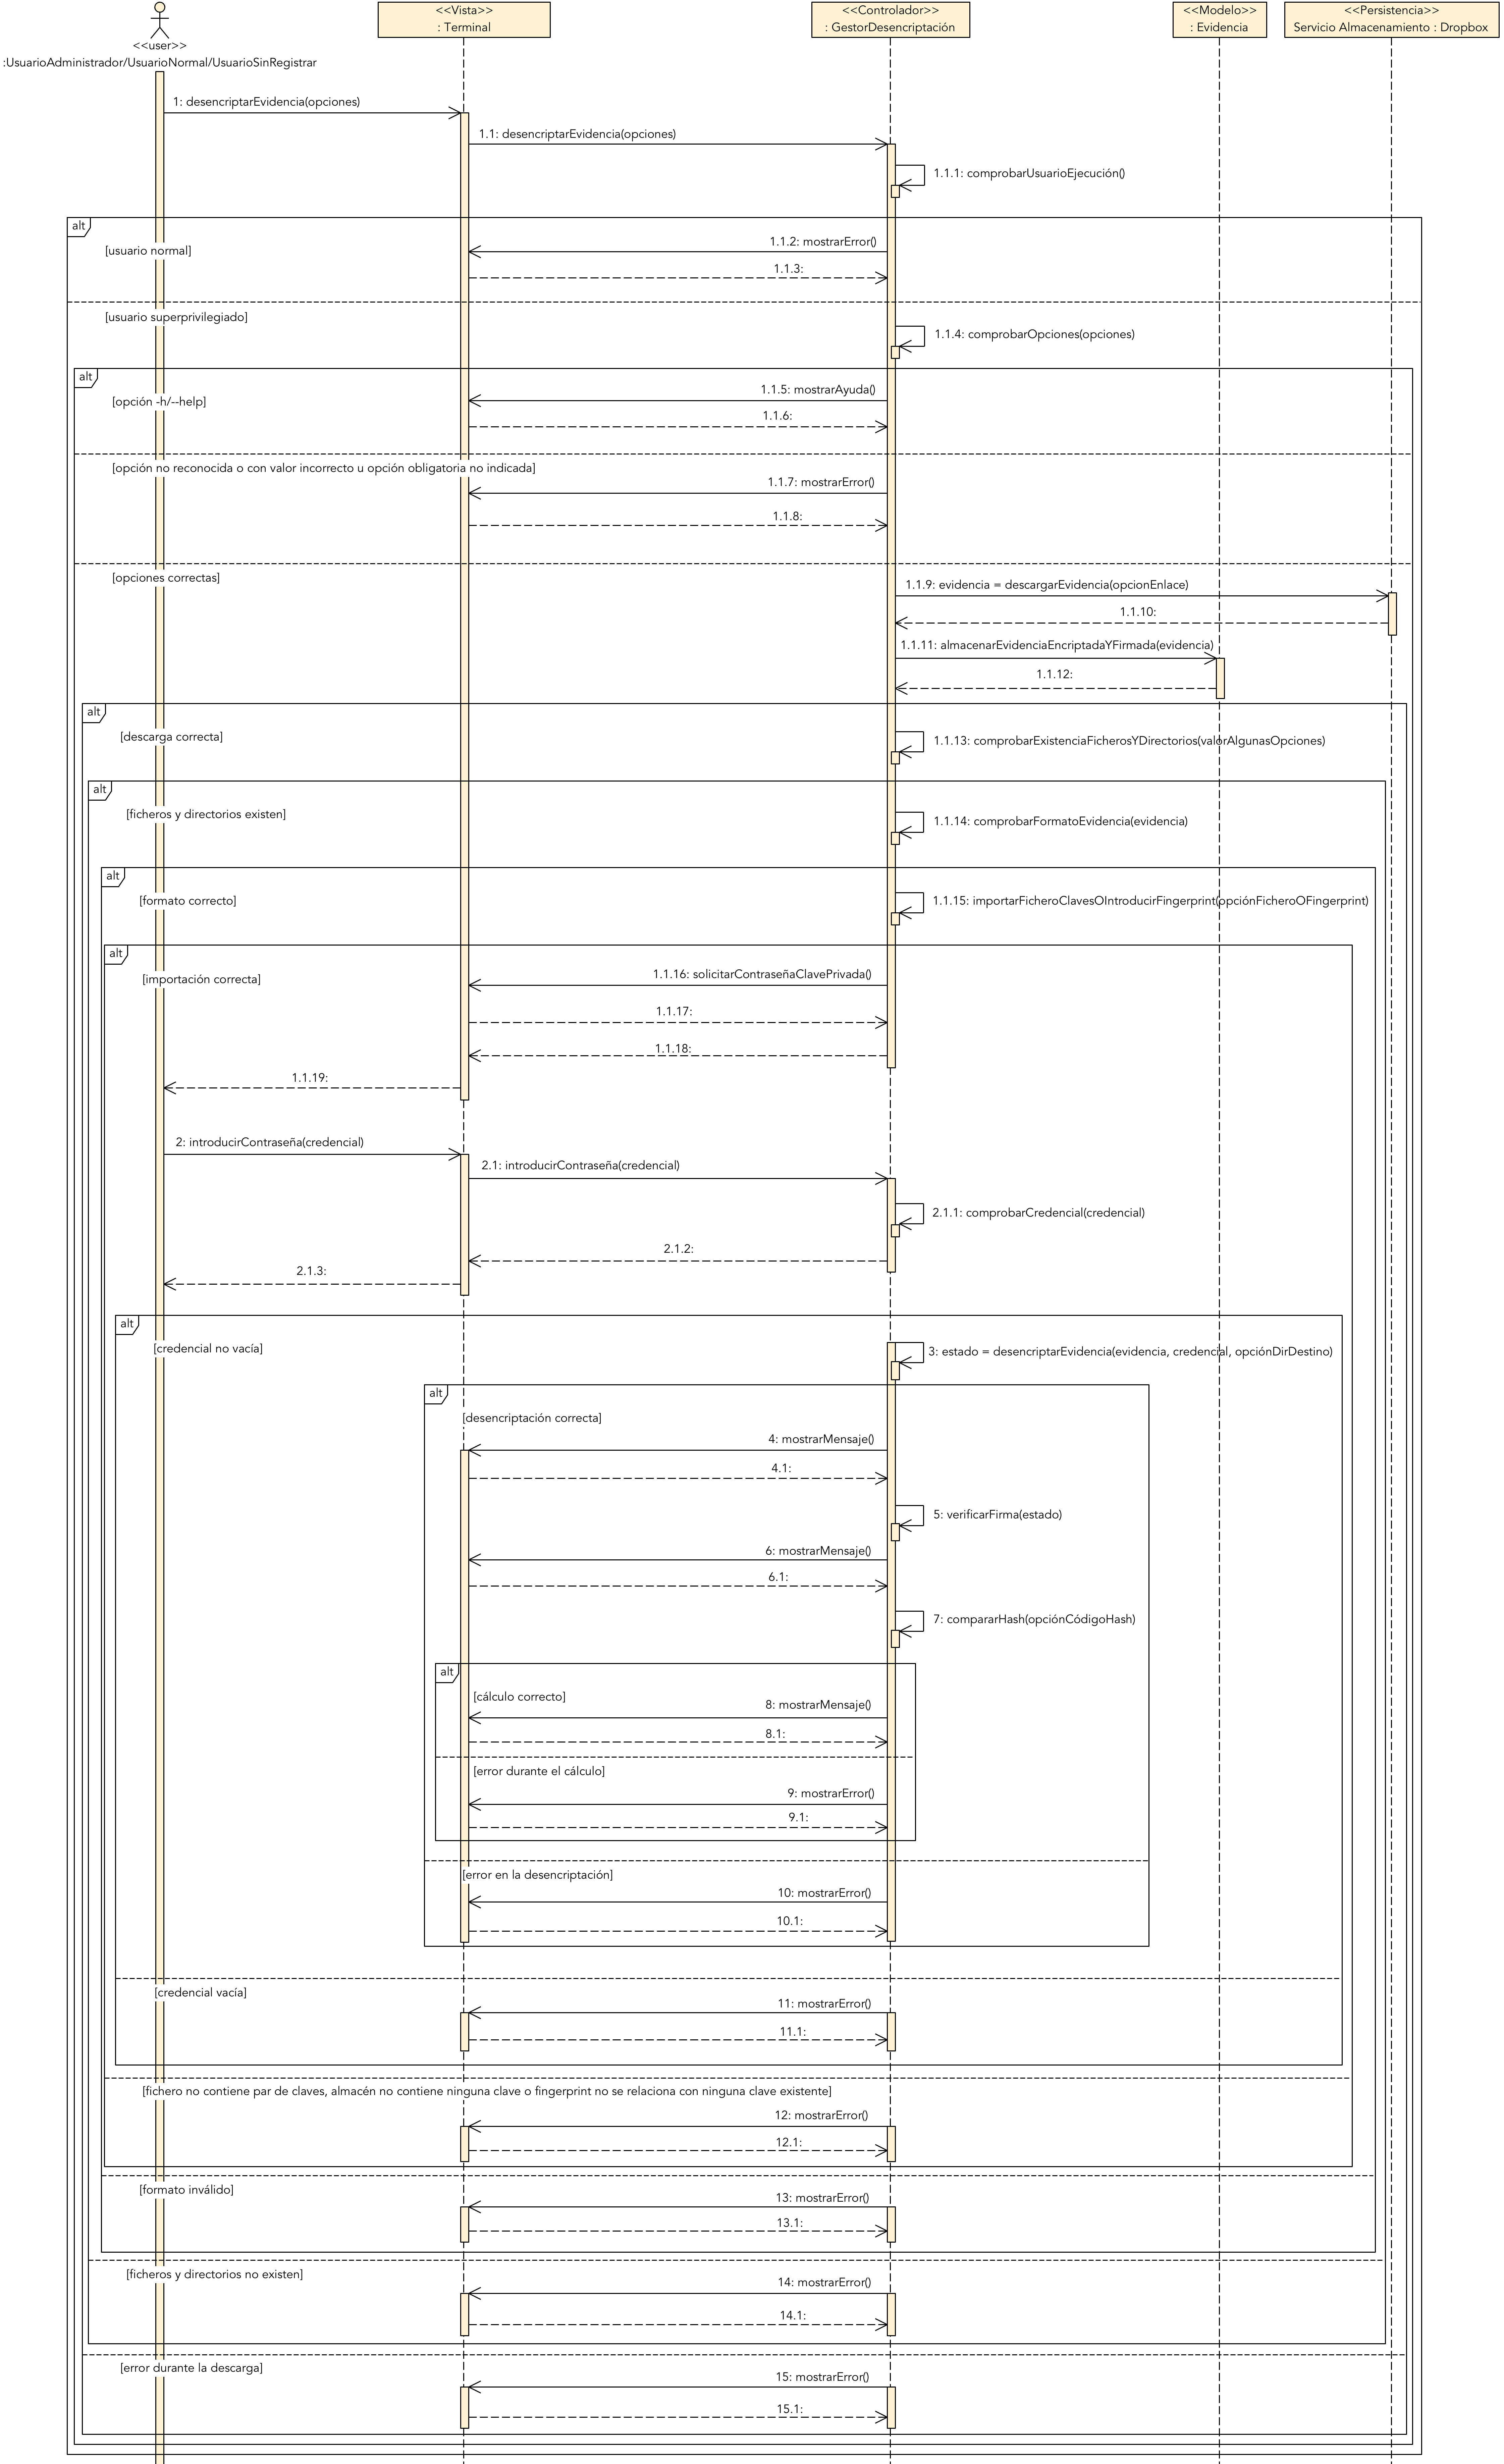 <<user>>
:UsuarioAdministrador/UsuarioNormal/UsuarioSinRegistrar
<<Vista>>
: Terminal
<<Controlador>>
: GestorDesencriptación
<<Modelo>>
: Evidencia
<<Persistencia>>
Servicio Almacenamiento : Dropbox
1: desencriptarEvidencia(opciones)
1.1: desencriptarEvidencia(opciones)
1.1.1: comprobarUsuarioEjecución()
alt
[usuario normal]
1.1.2: mostrarError()
1.1.3:
[usuario superprivilegiado]
1.1.4: comprobarOpciones(opciones)
alt
[opción -h/--help]
1.1.5: mostrarAyuda()
1.1.6:
[opción no reconocida o con valor incorrecto u opción obligatoria no indicada]
1.1.7: mostrarError()
1.1.8:
[opciones correctas]
1.1.9: evidencia = descargarEvidencia(opcionEnlace)
1.1.10:
1.1.11: almacenarEvidenciaEncriptadaYFirmada(evidencia)
1.1.12:
alt
[descarga correcta]
1.1.13: comprobarExistenciaFicherosYDirectorios(valorAlgunasOpciones)
alt
[ficheros y directorios existen]
1.1.14: comprobarFormatoEvidencia(evidencia)
alt
[formato correcto]
1.1.15: importarFicheroClavesOIntroducirFingerprint(opciónFicheroOFingerprint)
alt
[importación correcta]
1.1.16: solicitarContraseñaClavePrivada()
1.1.17:
1.1.18:
1.1.19:
2: introducirContraseña(credencial)
2.1: introducirContraseña(credencial)
2.1.1: comprobarCredencial(credencial)
2.1.2:
2.1.3:
alt
[credencial no vacía]
3: estado = desencriptarEvidencia(evidencia, credencial, opciónDirDestino)
alt
[desencriptación correcta]
4: mostrarMensaje()
4.1:
5: verificarFirma(estado)
6: mostrarMensaje()
6.1:
7: compararHash(opciónCódigoHash)
alt
[cálculo correcto]
8: mostrarMensaje()
8.1:
[error durante el cálculo]
9: mostrarError()
9.1:
[error en la desencriptación]
10: mostrarError()
10.1:
[credencial vacía]
11: mostrarError()
11.1:
[fichero no contiene par de claves, almacén no contiene ninguna clave o fingerprint no se relaciona con ninguna clave existente]
12: mostrarError()
12.1:
[formato inválido]
13: mostrarError()
13.1:
[ficheros y directorios no existen]
14: mostrarError()
14.1:
[error durante la descarga]
15: mostrarError()
15.1: